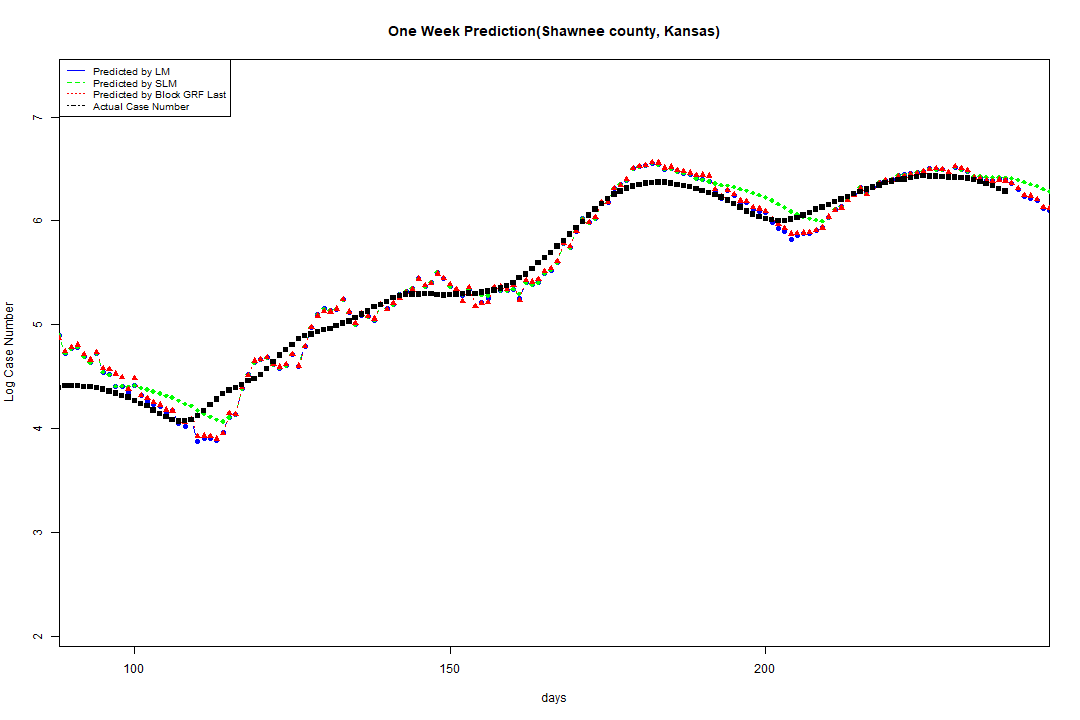 One Week Prediction(Shawnee county, Kansas)
Predicted by LM
Predicted by SLM
Predicted by Block GRF Last
Actual Case Number
7
6
5
4
3
2
Log Case Number
100 150 200
days